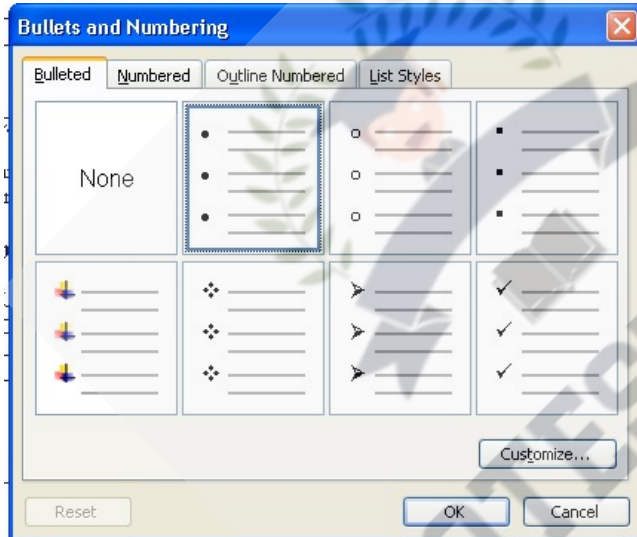 Bullets and Numbering
Bulleted Numbered Outline Numbered List Styles
None
Customize...
Reset OK Cancel